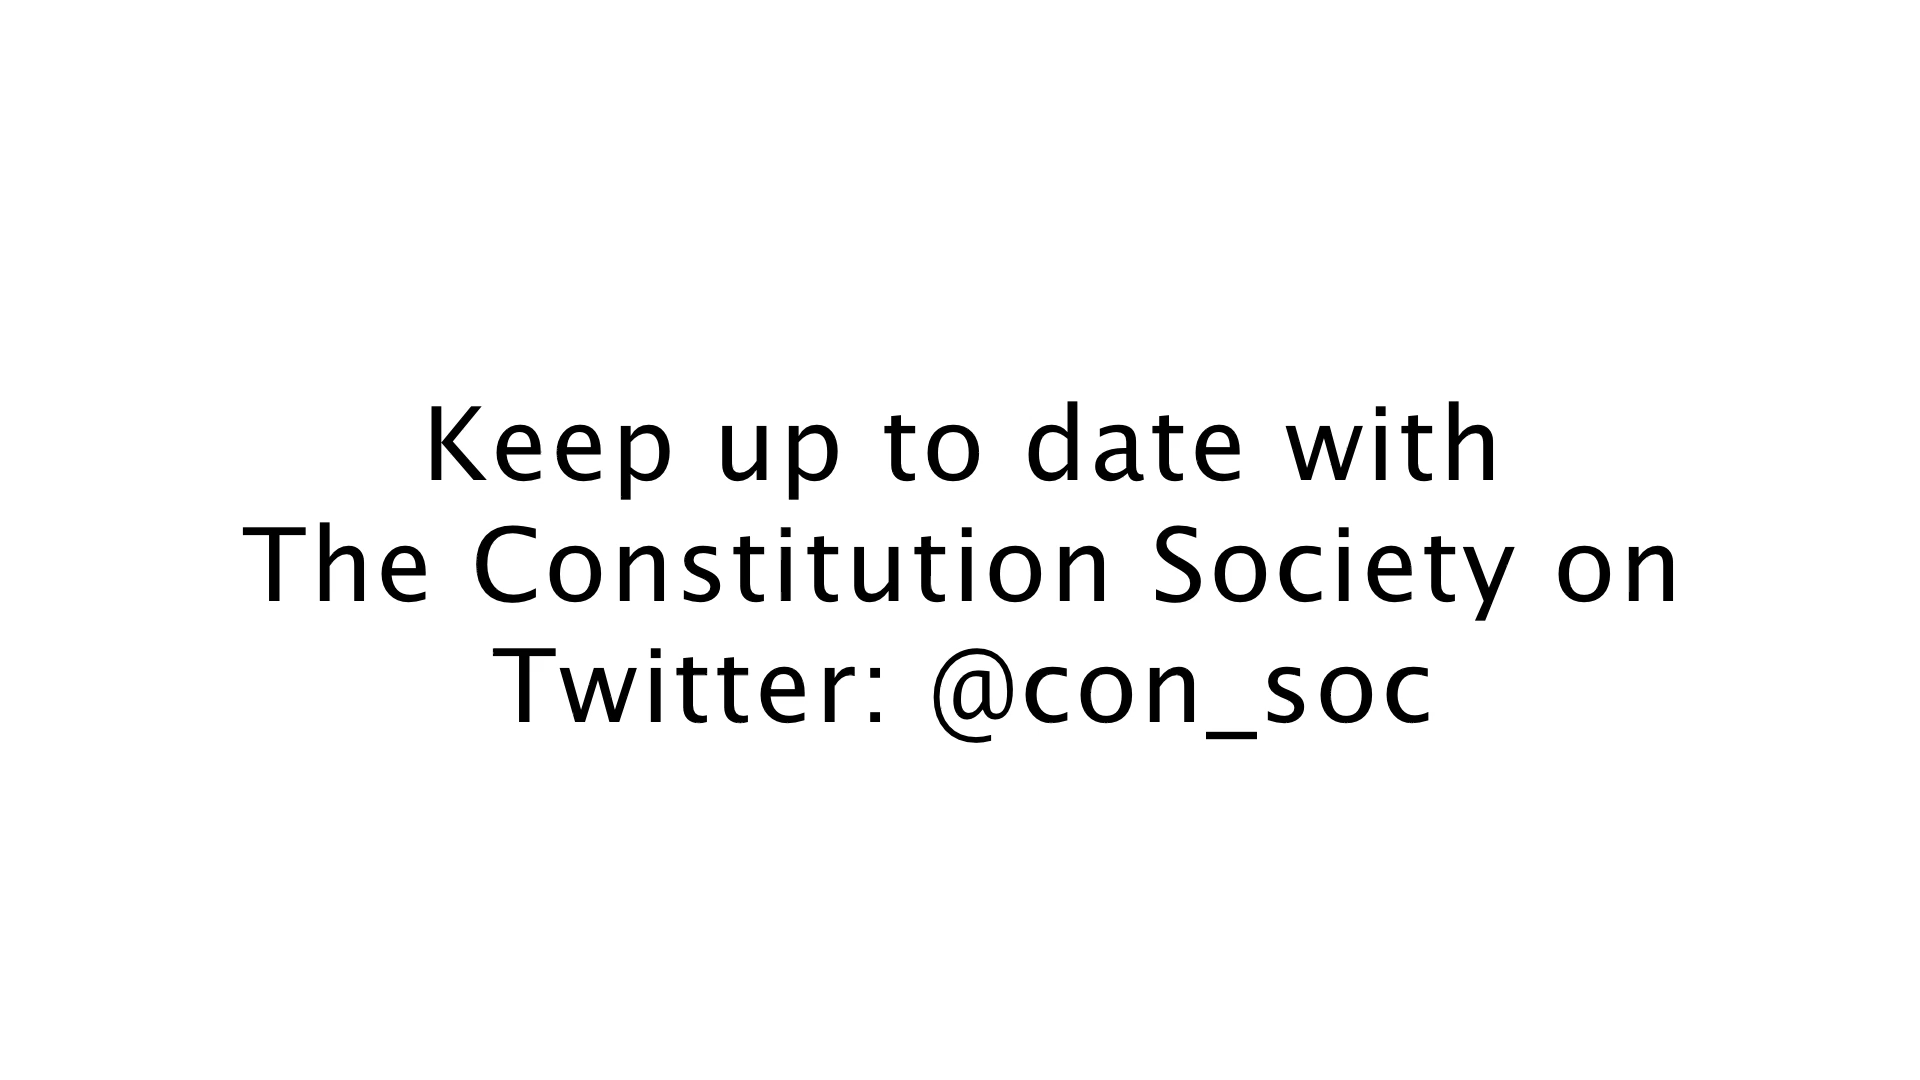 Keep up to date with
The Constitution Society on
Twitter: @con_soc